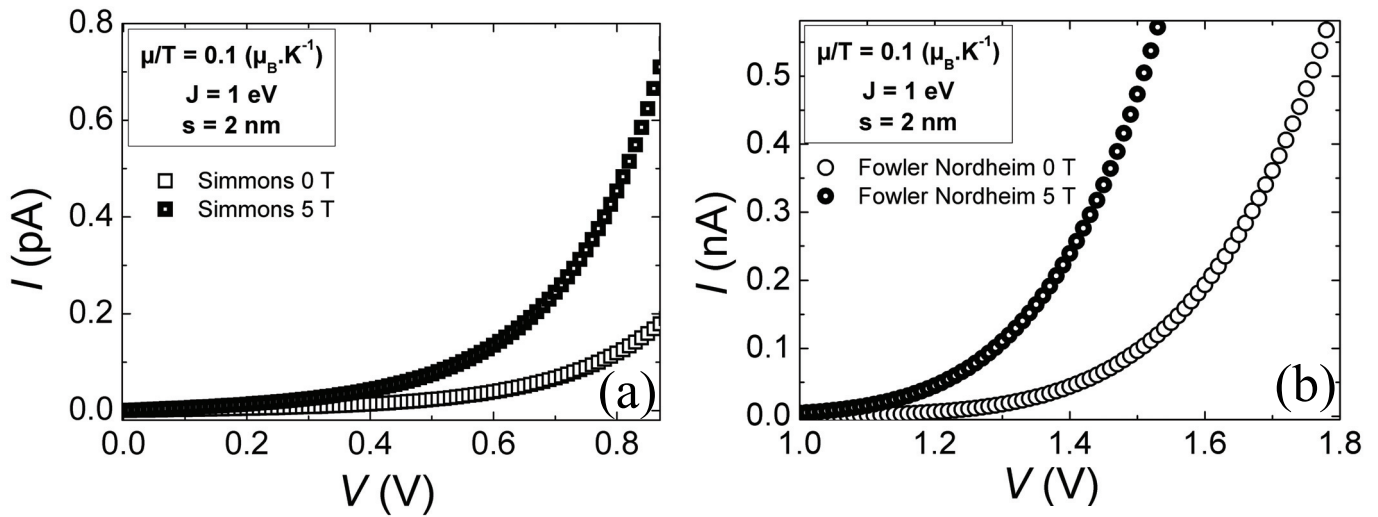 0.8
0.6
0.4
0.2
0.0
I (pA)
μ/T = 0.1 (μ_B.K⁻¹)
J = 1 eV
s = 2 nm
Simmons 0 T
Simmons 5 T
(a)
0.0 0.2 0.4 0.6 0.8
V (V)
0.5
0.4
0.3
0.2
0.1
0.0
I (nA)
μ/T = 0.1 (μ_B.K⁻¹)
J = 1 eV
s = 2 nm
Fowler Nordheim 0 T
Fowler Nordheim 5 T
(b)
1.0 1.2 1.4 1.6 1.8
V (V)